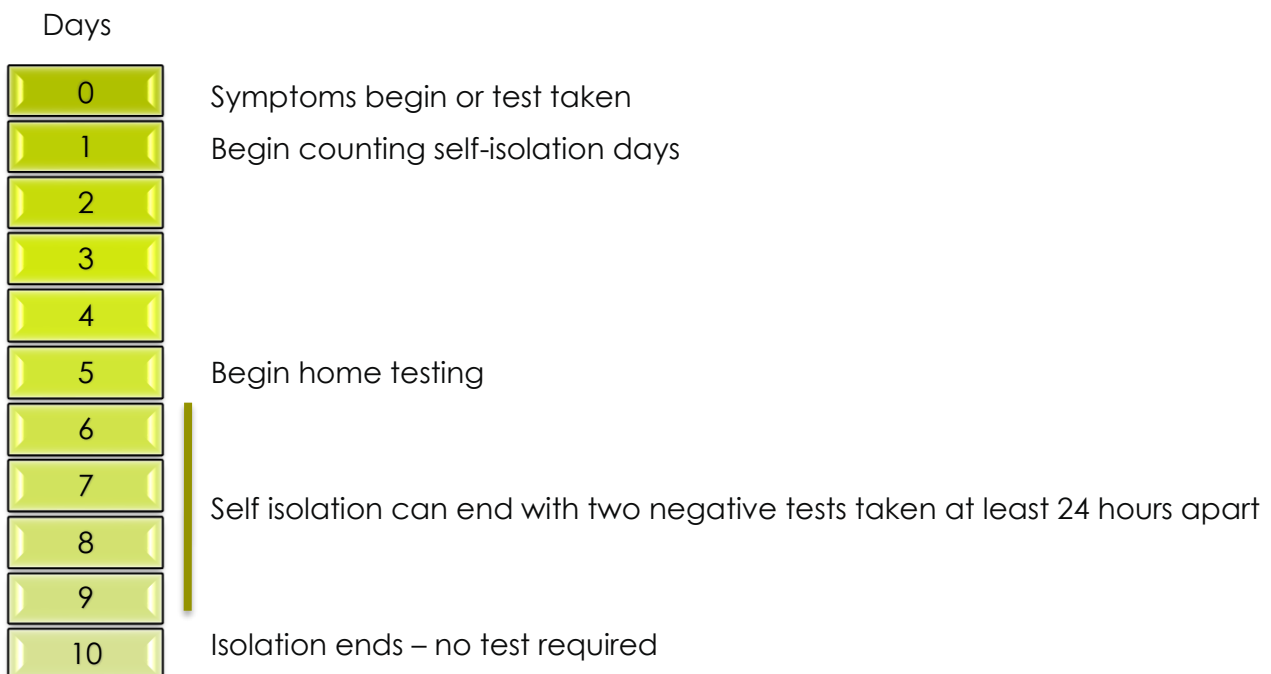 Days
0 Symptoms begin or test taken
1 Begin counting self-isolation days
2
3
4
5 Begin home testing
6
7
Self isolation can end with two negative tests taken at least 24 hours apart
8
9
10 Isolation ends – no test required